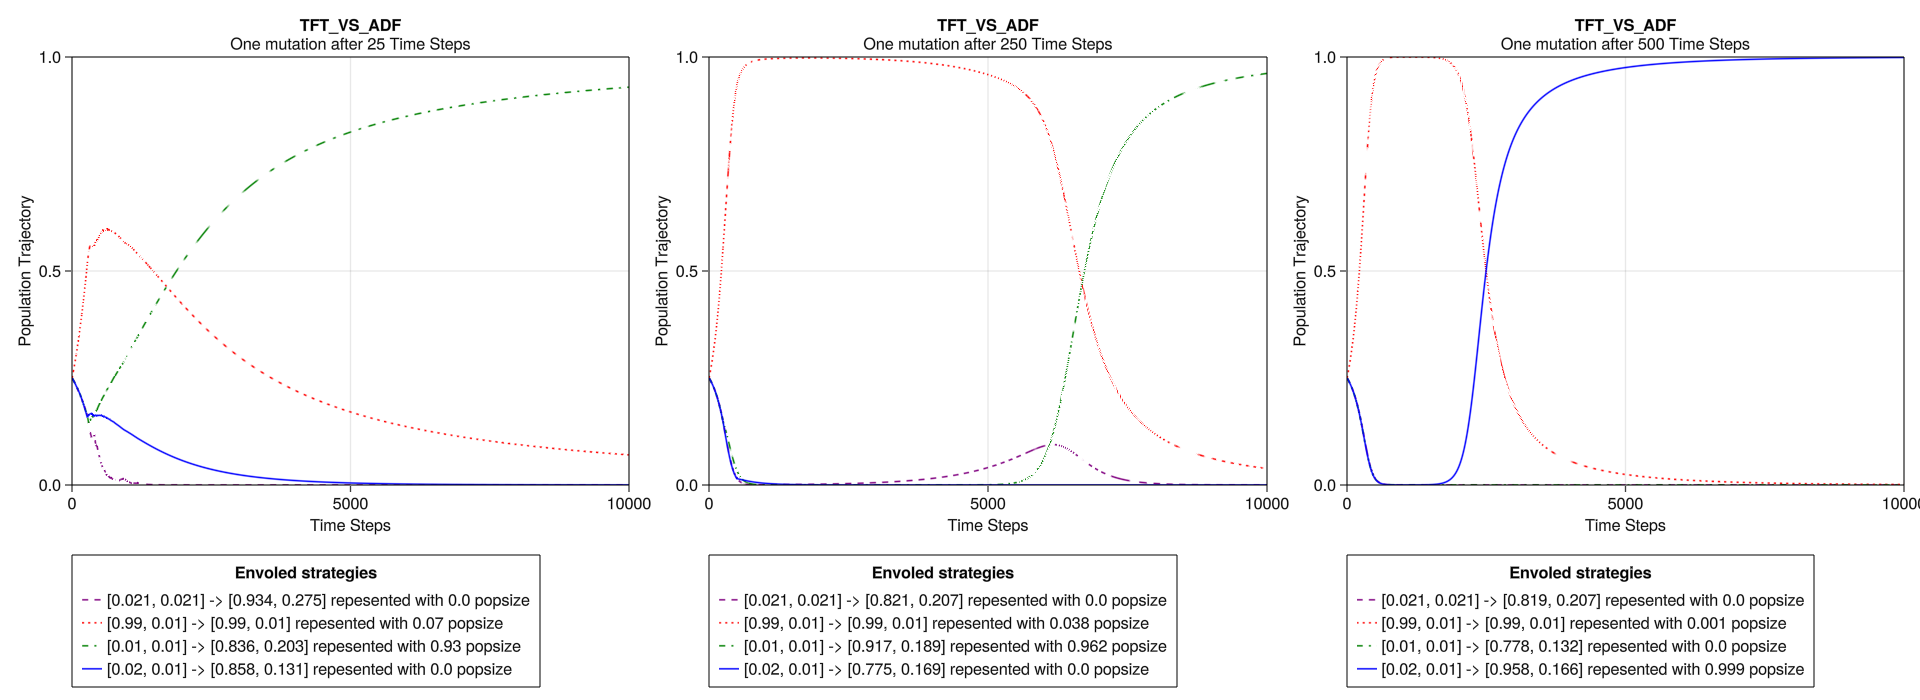 TFT_VS_ADF
One mutation after 25 Time Steps
1.0
0.5
0.0
Population Trajectory
0
5000
10000
Time Steps
Envoled strategies
[0.021, 0.021] -> [0.934, 0.275] repesented with 0.0 popsize
[0.99, 0.01] -> [0.99, 0.01] repesented with 0.07 popsize
[0.01, 0.01] -> [0.836, 0.203] repesented with 0.93 popsize
[0.02, 0.01] -> [0.858, 0.131] repesented with 0.0 popsize
TFT_VS_ADF
One mutation after 250 Time Steps
1.0
0.5
0.0
Population Trajectory
0
5000
10000
Time Steps
Envoled strategies
[0.021, 0.021] -> [0.821, 0.207] repesented with 0.0 popsize
[0.99, 0.01] -> [0.99, 0.01] repesented with 0.038 popsize
[0.01, 0.01] -> [0.917, 0.189] repesented with 0.962 popsize
[0.02, 0.01] -> [0.775, 0.169] repesented with 0.0 popsize
TFT_VS_ADF
One mutation after 500 Time Steps
1.0
0.5
0.0
Population Trajectory
0
5000
10000
Time Steps
Envoled strategies
[0.021, 0.021] -> [0.819, 0.207] repesented with 0.0 popsize
[0.99, 0.01] -> [0.99, 0.01] repesented with 0.001 popsize
[0.01, 0.01] -> [0.778, 0.132] repesented with 0.0 popsize
[0.02, 0.01] -> [0.958, 0.166] repesented with 0.999 popsize